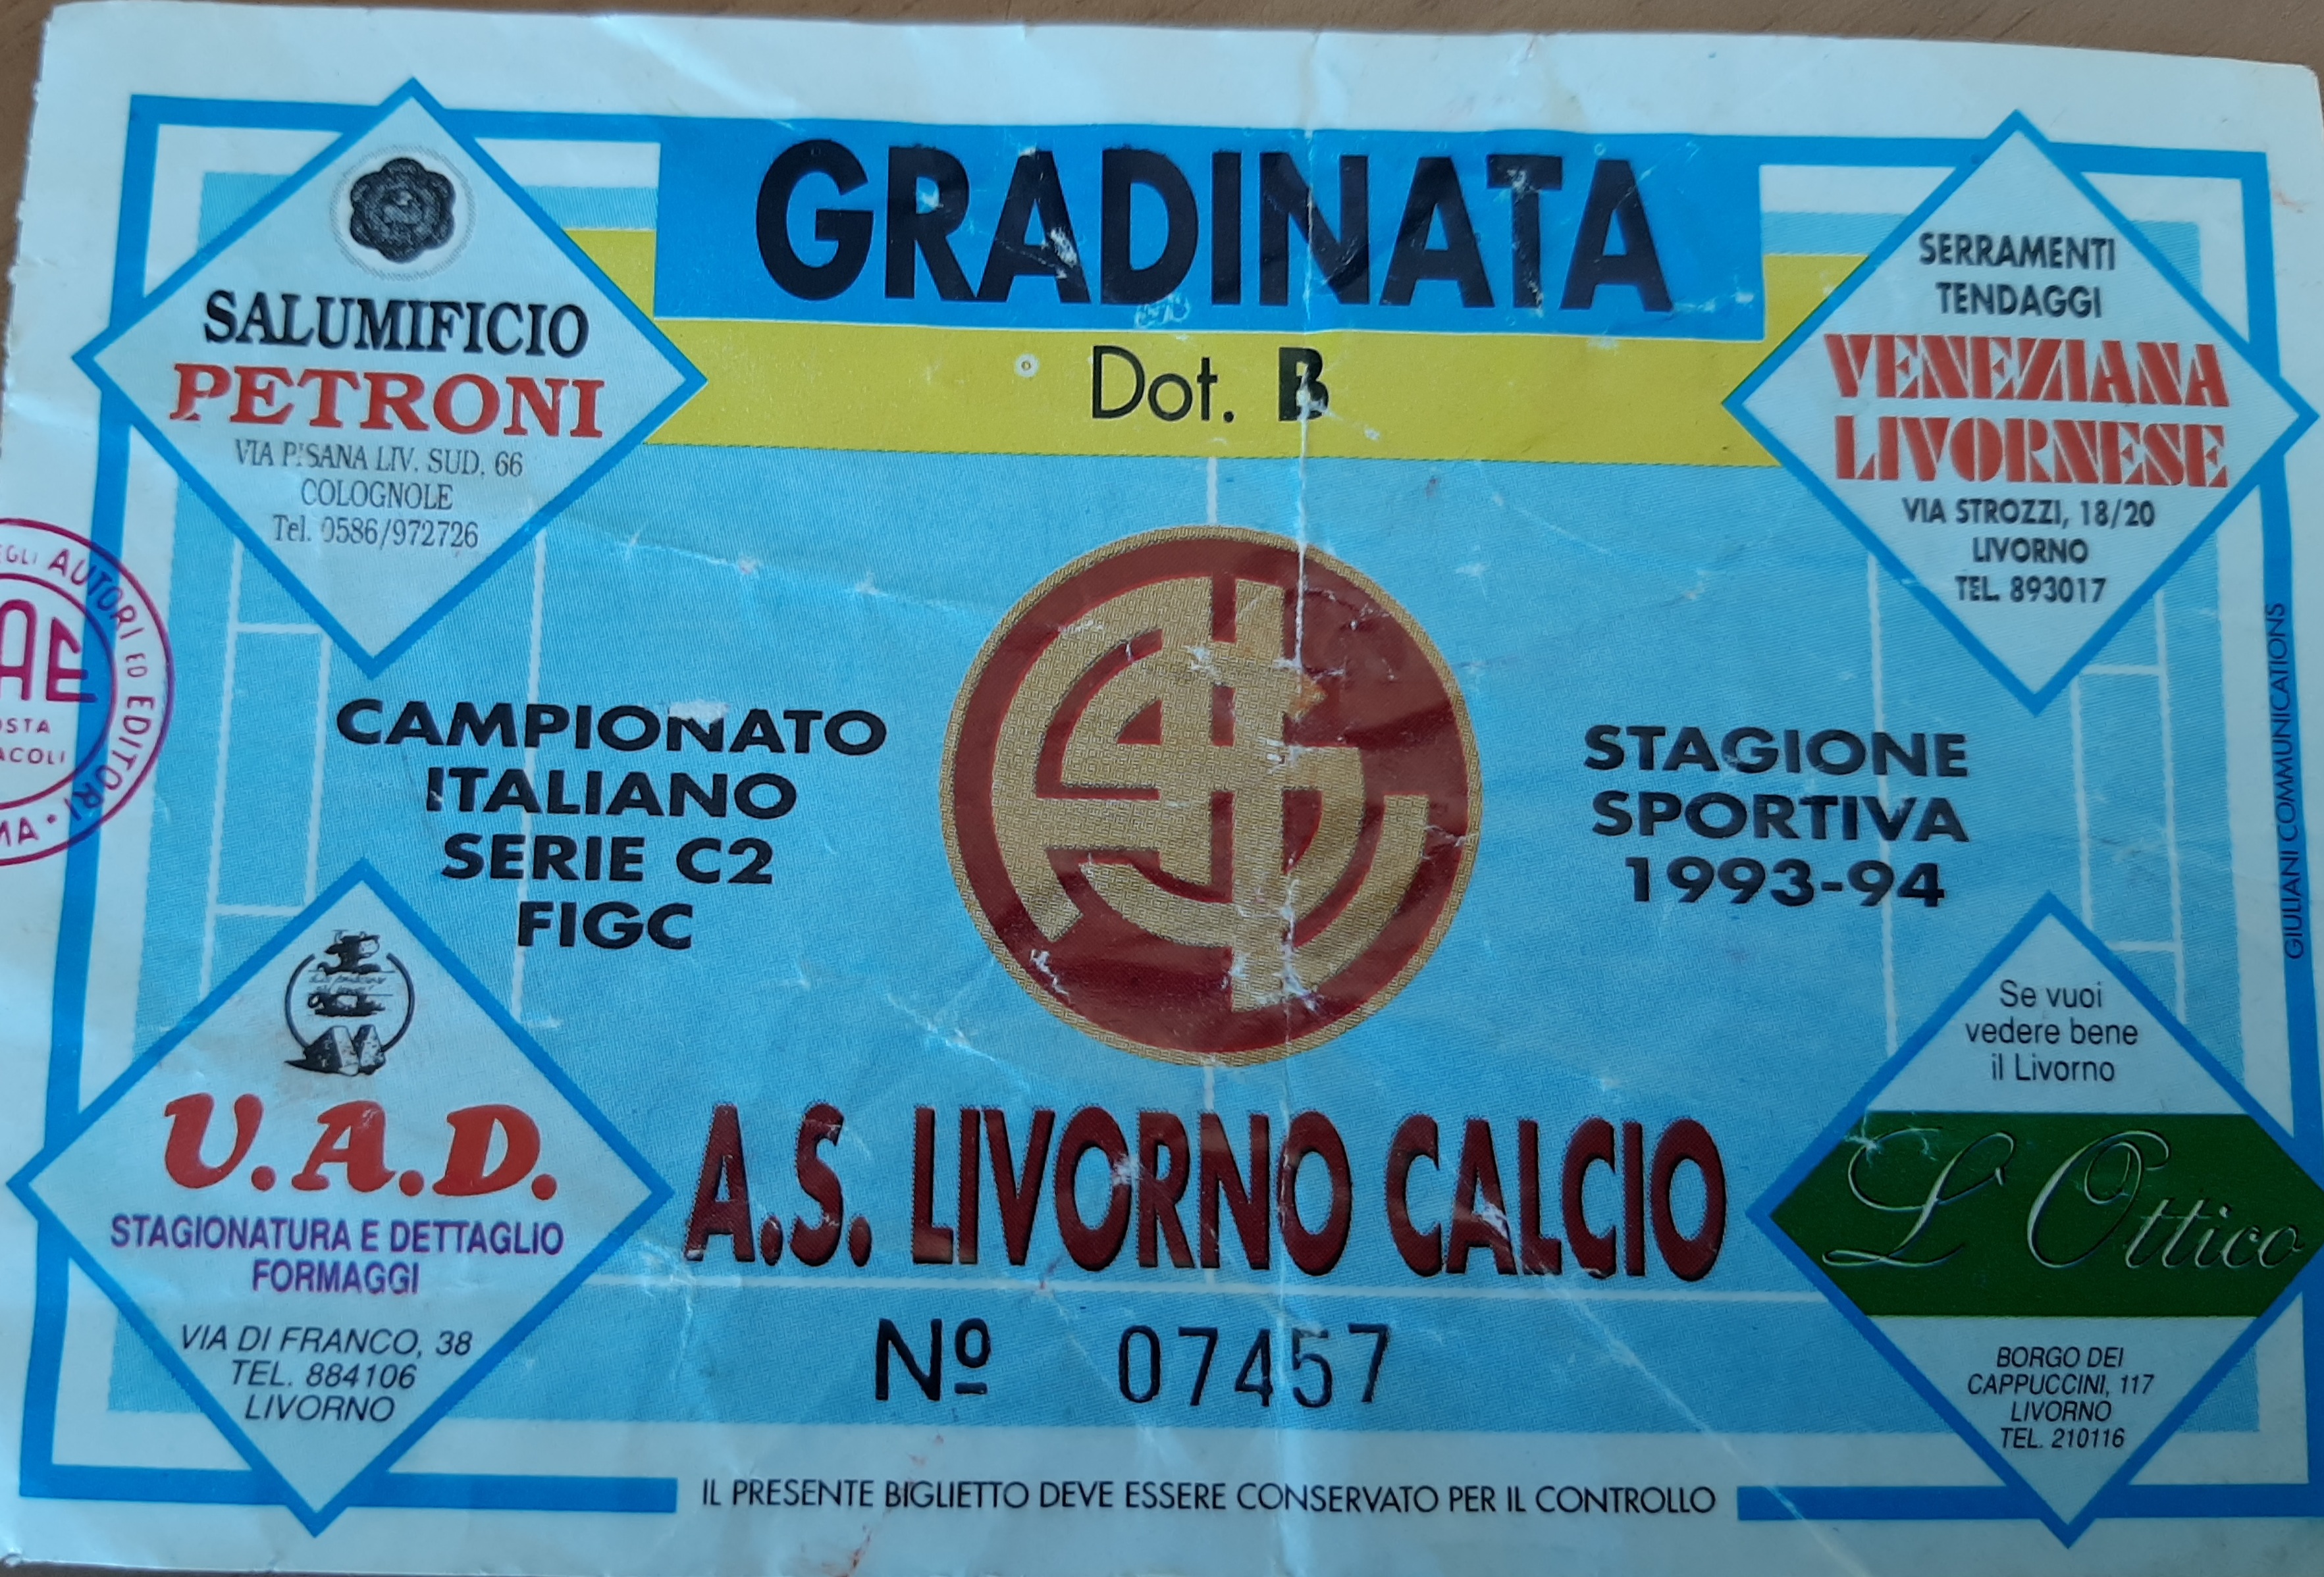 GRADINATA
Dot. B
SALUMIFICIO
PETRONI
VIA PISANA LIV. SUD, 66
COLOGNOLE
Tel. 0586/972726
SERRAMENTI
TENDAGGI
VENEZIANA
LIVORNESE
VIA STROZZI, 18/20
LIVORNO
TEL. 893017
AUTORI ED EDITORI
CAMPIONATO
ITALIANO
SERIE C2
FIGC
STAGIONE
SPORTIVA
1993-94
GIULIANI COMMUNICATIONS
U.A.D.
STAGIONATURA E DETTAGLIO
FORMAGGI
VIA DI FRANCO, 38
TEL. 884106
LIVORNO
A.S. LIVORNO CALCIO
Nº 07457
Se vuoi
vedere bene
il Livorno
L'Ottico
BORGO DEI
CAPPUCCINI, 117
LIVORNO
TEL. 210116
IL PRESENTE BIGLIETTO DEVE ESSERE CONSERVATO PER IL CONTROLLO